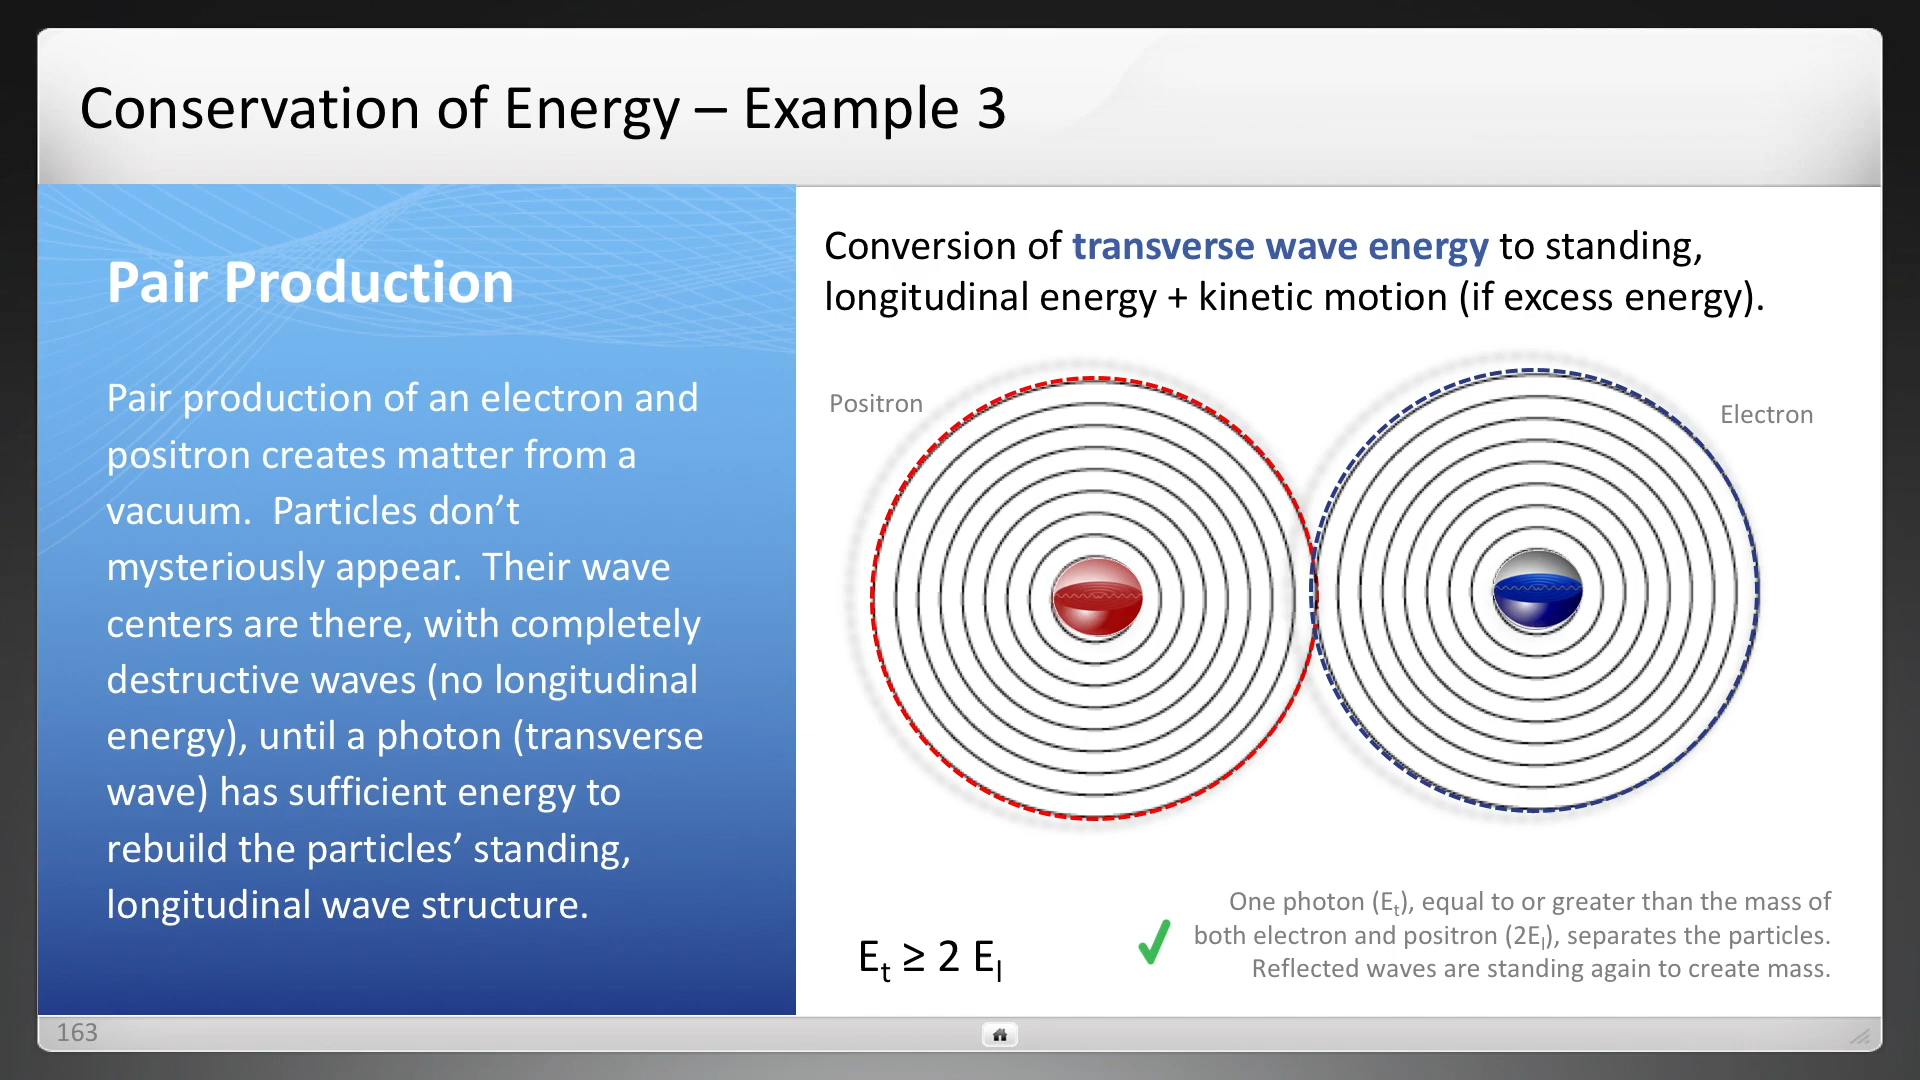 Conservation of Energy – Example 3
Pair Production
Pair production of an electron and
positron creates matter from a
vacuum.  Particles don’t
mysteriously appear.  Their wave
centers are there, with completely
destructive waves (no longitudinal
energy), until a photon (transverse
wave) has sufficient energy to
rebuild the particles’ standing,
longitudinal wave structure.
Conversion of transverse wave energy to standing,
longitudinal energy + kinetic motion (if excess energy).
Positron
Electron
Et ≥ 2 El
One photon (Et), equal to or greater than the mass of
both electron and positron (2El), separates the particles.
Reflected waves are standing again to create mass.
163